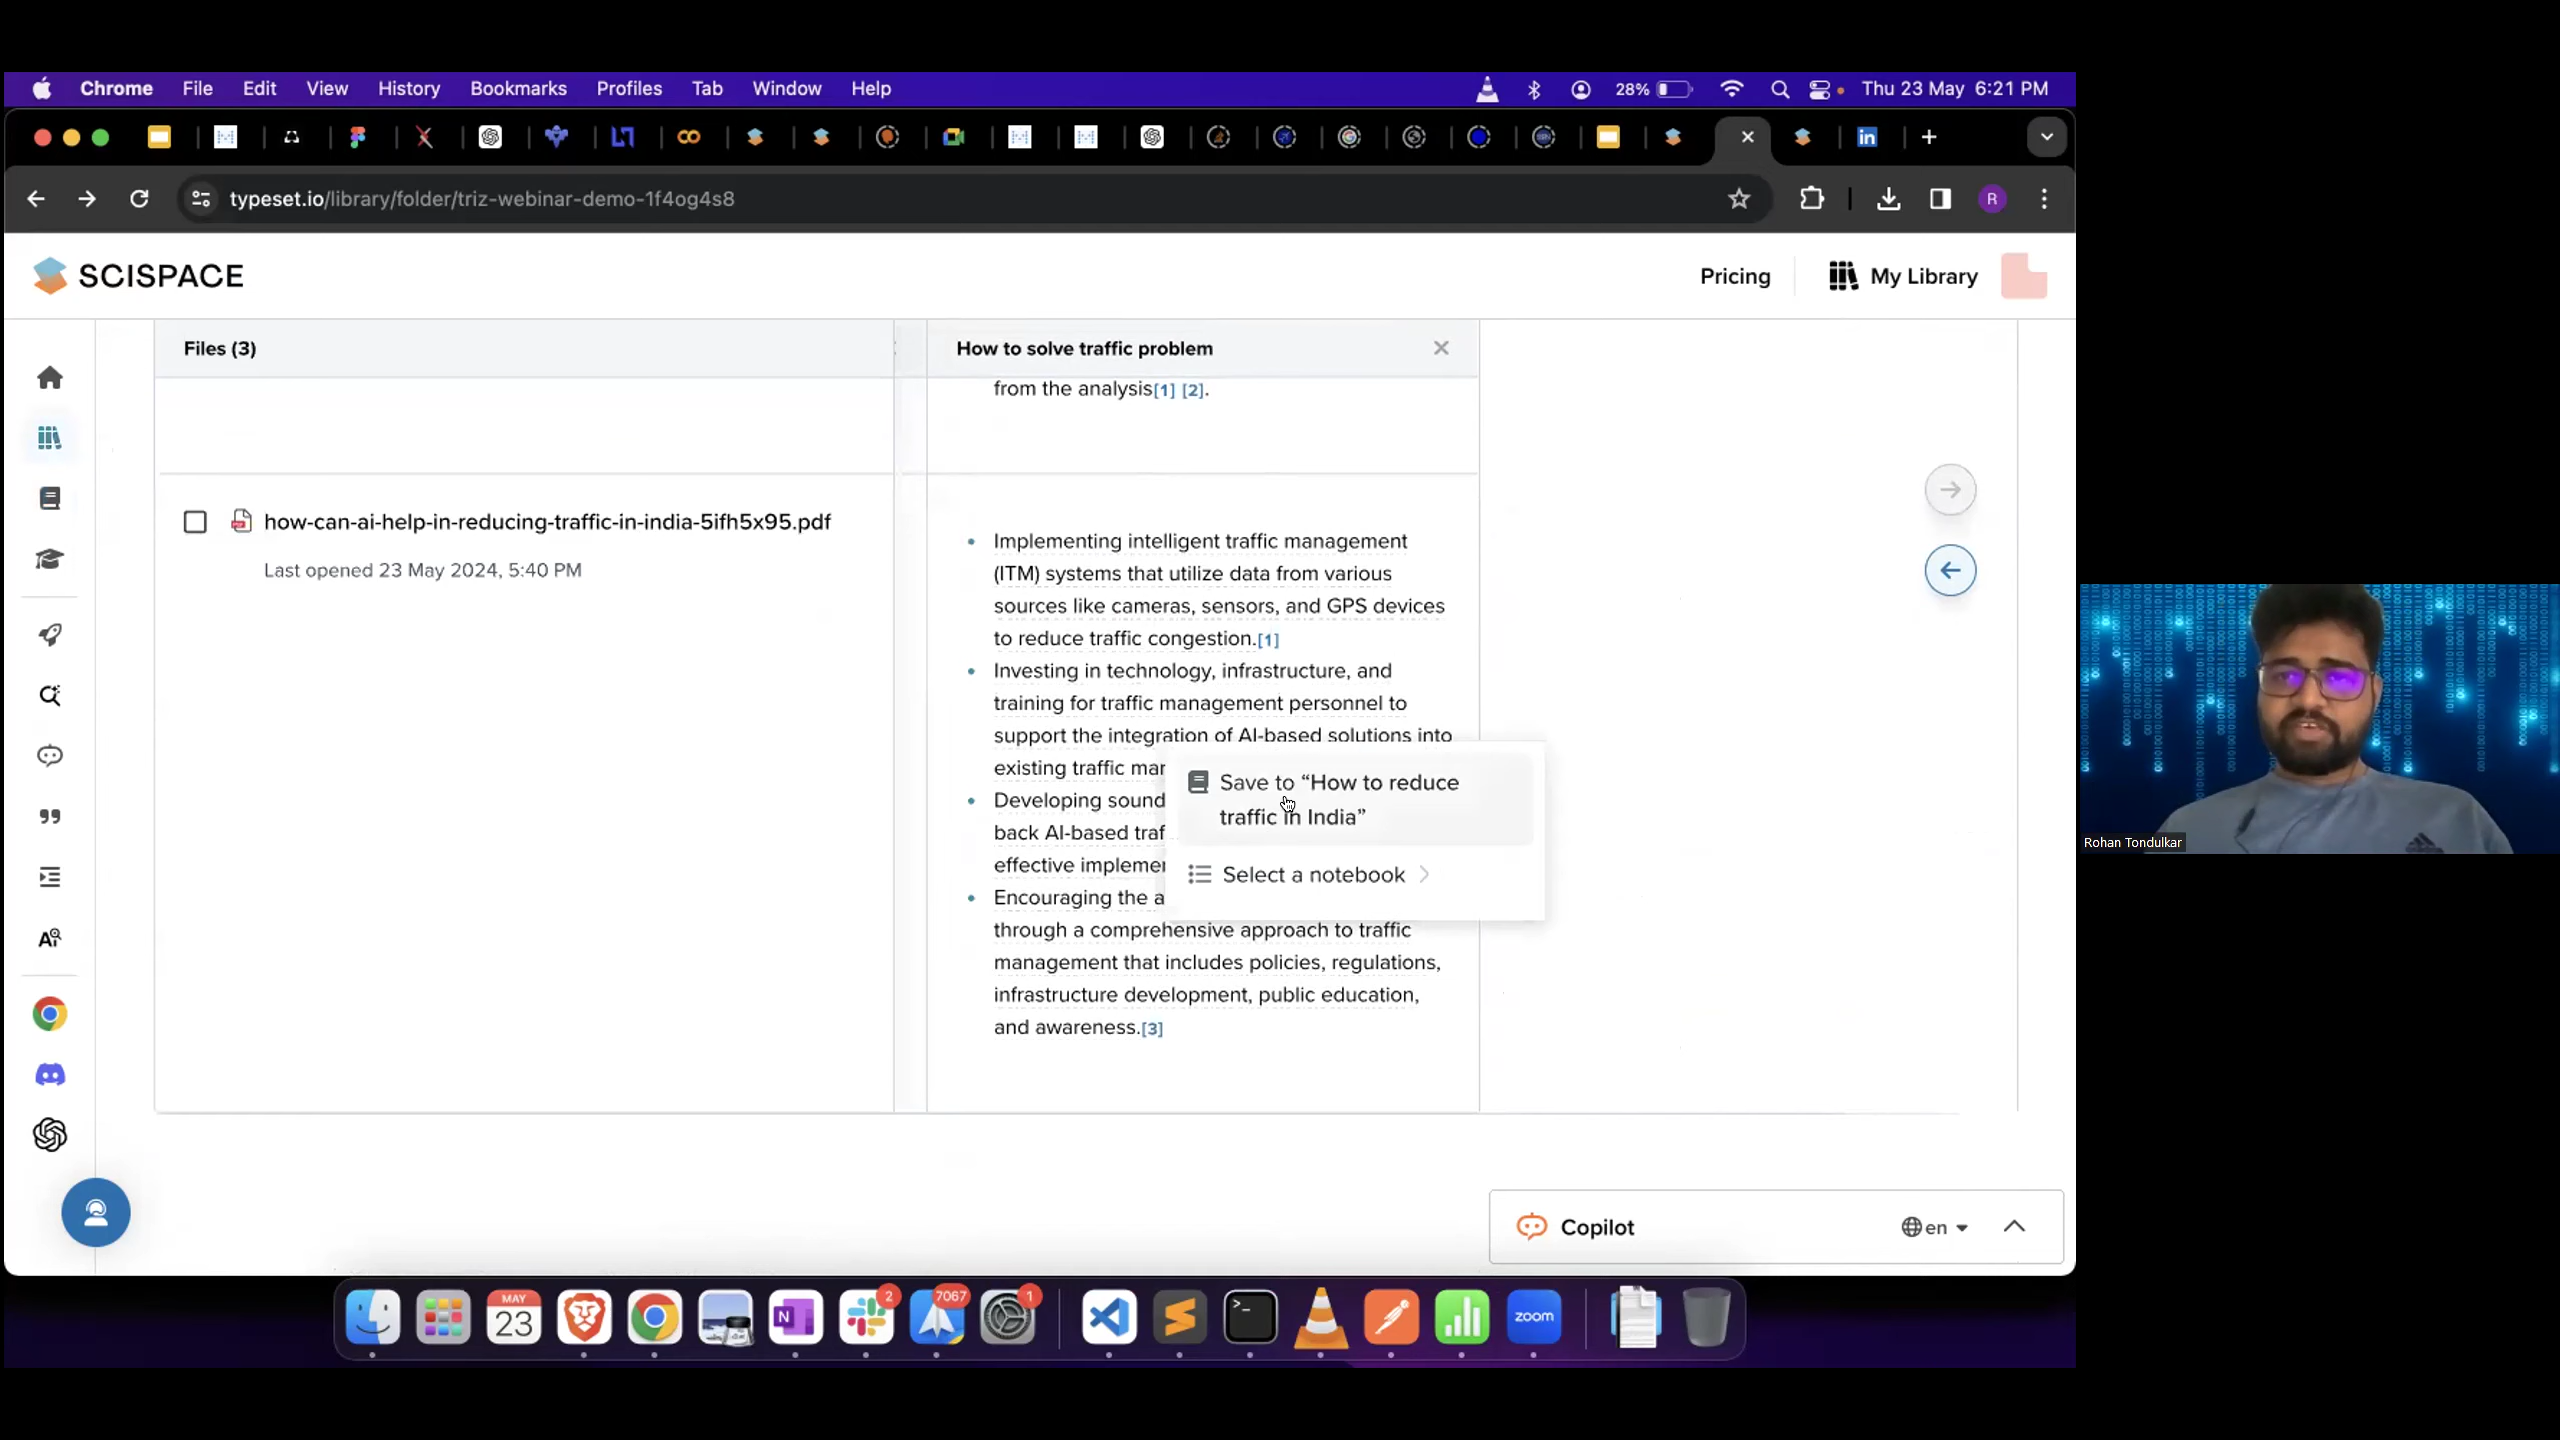 Chrome File Edit View History Bookmarks Profiles Tab Window Help 28% Thu 23 May 6:21 PM
typeset.io/library/folder/triz-webinar-demo-1f4og4s8
R
SCISPACE
Pricing
My Library
Files (3)
How to solve traffic problem
from the analysis[1] [2].
how-can-ai-help-in-reducing-traffic-in-india-5ifh5x95.pdf
Last opened 23 May 2024, 5:40 PM
Implementing intelligent traffic management
(ITM) systems that utilize data from various
sources like cameras, sensors, and GPS devices
to reduce traffic congestion.[1]
Investing in technology, infrastructure, and
training for traffic management personnel to
support the integration of AI-based solutions into
existing traffic mar
Developing sound
back AI-based traf
effective implemer
Encouraging the a
through a comprehensive approach to traffic
management that includes policies, regulations,
infrastructure development, public education,
and awareness.[3]
Save to “How to reduce
traffic in India”
Select a notebook
Copilot
en
Rohan Tondulkar
MAY
23
N
2
7067
1
zoom